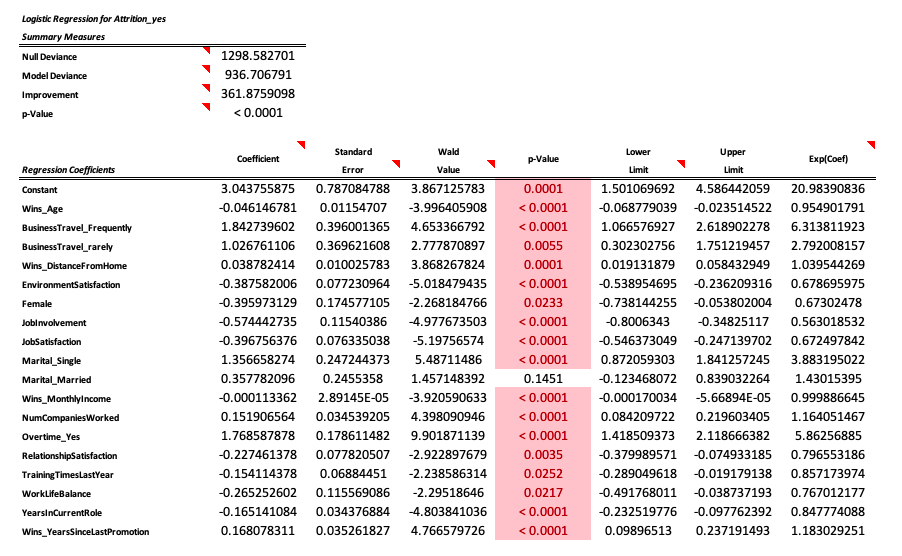 Logistic Regression for Attrition_yes
Summary Measures
Null Deviance 1298.582701
Model Deviance 936.706791
Improvement 361.8759098
p-Value < 0.0001
Regression Coefficients Coefficient Standard Error Wald Value p-Value Lower Limit Upper Limit Exp(Coef)
Constant 3.043755875 0.787084788 3.867125783 0.0001 1.501069692 4.586442059 20.98390836
Wins_Age -0.046146781 0.01154707 -3.996405908 < 0.0001 -0.068779039 -0.023514522 0.954901791
BusinessTravel_Frequently 1.842739602 0.396001365 4.653366792 < 0.0001 1.066576927 2.618902278 6.313811923
BusinessTravel_rarely 1.026761106 0.369621608 2.777870897 0.0055 0.302302756 1.751219457 2.792008157
Wins_DistanceFromHome 0.038782414 0.010025783 3.868267824 0.0001 0.019131879 0.058432949 1.039544269
EnvironmentSatisfaction -0.387582006 0.077230964 -5.018479435 < 0.0001 -0.538954695 -0.236209316 0.678695975
Female -0.395973129 0.174577105 -2.268184766 0.0233 -0.738144255 -0.053802004 0.67302478
JobInvolvement -0.574442735 0.11540386 -4.977673503 < 0.0001 -0.8006343 -0.34825117 0.563018532
JobSatisfaction -0.396756376 0.076335038 -5.19756574 < 0.0001 -0.546373049 -0.247139702 0.672497842
Marital_Single 1.356658274 0.247244373 5.48711486 < 0.0001 0.872059303 1.841257245 3.883195022
Marital_Married 0.357782096 0.2455358 1.457148392 0.1451 -0.123468072 0.839032264 1.43015395
Wins_MonthlyIncome -0.000113362 2.89145E-05 -3.920590633 < 0.0001 -0.000170034 -5.66894E-05 0.999886645
NumCompaniesWorked 0.151906564 0.034539205 4.398090946 < 0.0001 0.084209722 0.219603405 1.164051467
Overtime_Yes 1.768587878 0.178611482 9.901871139 < 0.0001 1.418509373 2.118666382 5.86256885
RelationshipSatisfaction -0.227461378 0.077820507 -2.922897679 0.0035 -0.379989571 -0.074933185 0.796553186
TrainingTimesLastYear -0.154114378 0.06884451 -2.238586314 0.0252 -0.289049618 -0.019179138 0.857173974
WorkLifeBalance -0.265252602 0.115569086 -2.29518646 0.0217 -0.491768011 -0.038737193 0.767012177
YearsInCurrentRole -0.165141084 0.034376884 -4.803841036 < 0.0001 -0.232519776 -0.097762392 0.847774088
Wins_YearsSinceLastPromotion 0.168078311 0.035261827 4.766579726 < 0.0001 0.09896513 0.237191493 1.183029251